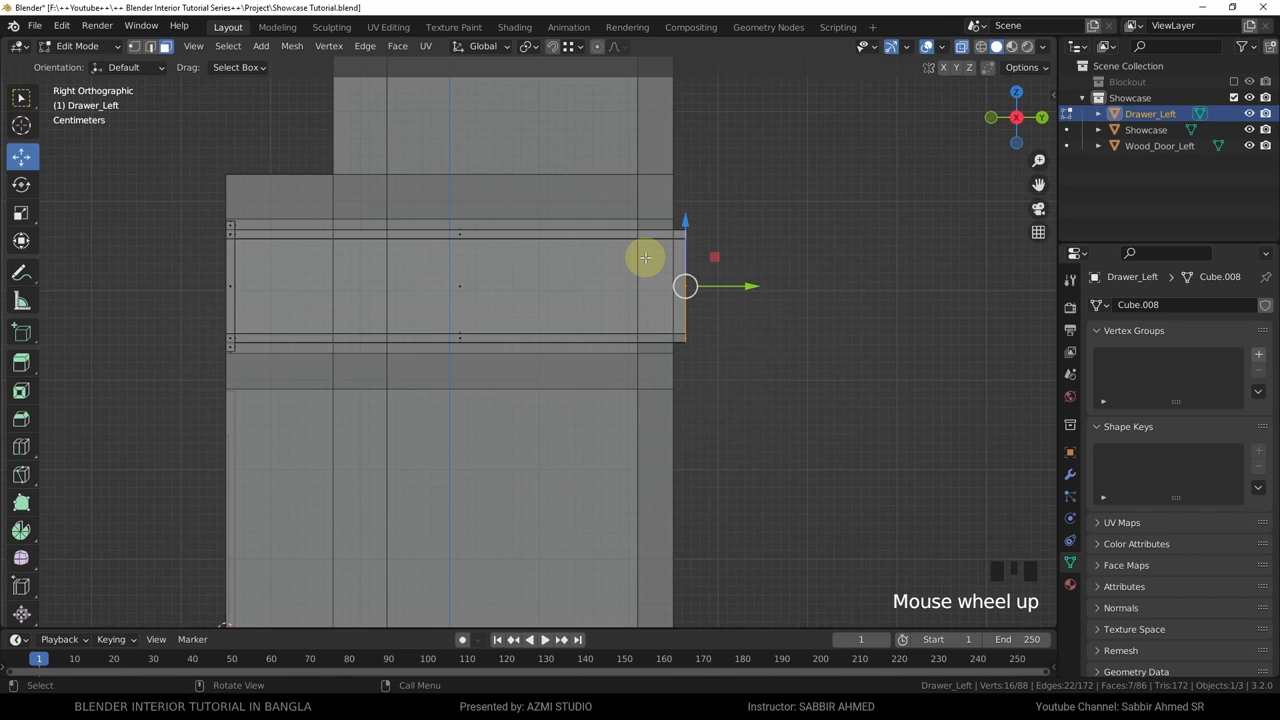 Blender* [F:\++Youtube++\++ Blender Interior Tutorial Series++\Project\Showcase Tutorial.blend]
File Edit Render Window Help Layout Modeling Sculpting UV Editing Texture Paint Shading Animation Rendering Compositing Geometry Nodes Scripting Scene ViewLayer
Edit Mode View Select Add Mesh Vertex Edge Face UV Global
Orientation: Default Drag: Select Box X Y Z Options
Right Orthographic
(1) Drawer_Left
Centimeters
Z
X
Y
Scene Collection
Blockout
Showcase
Drawer_Left
Showcase
Wood_Door_Left
Drawer_Left Cube.008
Cube.008
Vertex Groups
Shape Keys
UV Maps
Color Attributes
Face Maps
Attributes
Normals
Texture Space
Remesh
Geometry Data
Mouse wheel up
Playback Keying View Marker 1 Start 1 End 250
1 10 20 30 40 50 60 70 80 90 100 110 120 130 140 150 160 170 180 190 200 210 220 230 240 250
Select Rotate View Call Menu Drawer_Left | Verts:16/88 | Edges:22/172 | Faces:7/86 | Tris:172 | Objects:1/3 | 3.2.0
BLENDER INTERIOR TUTORIAL IN BANGLA Presented by: AZMI STUDIO Instructor: SABBIR AHMED Youtube Channel: Sabbir Ahmed SR